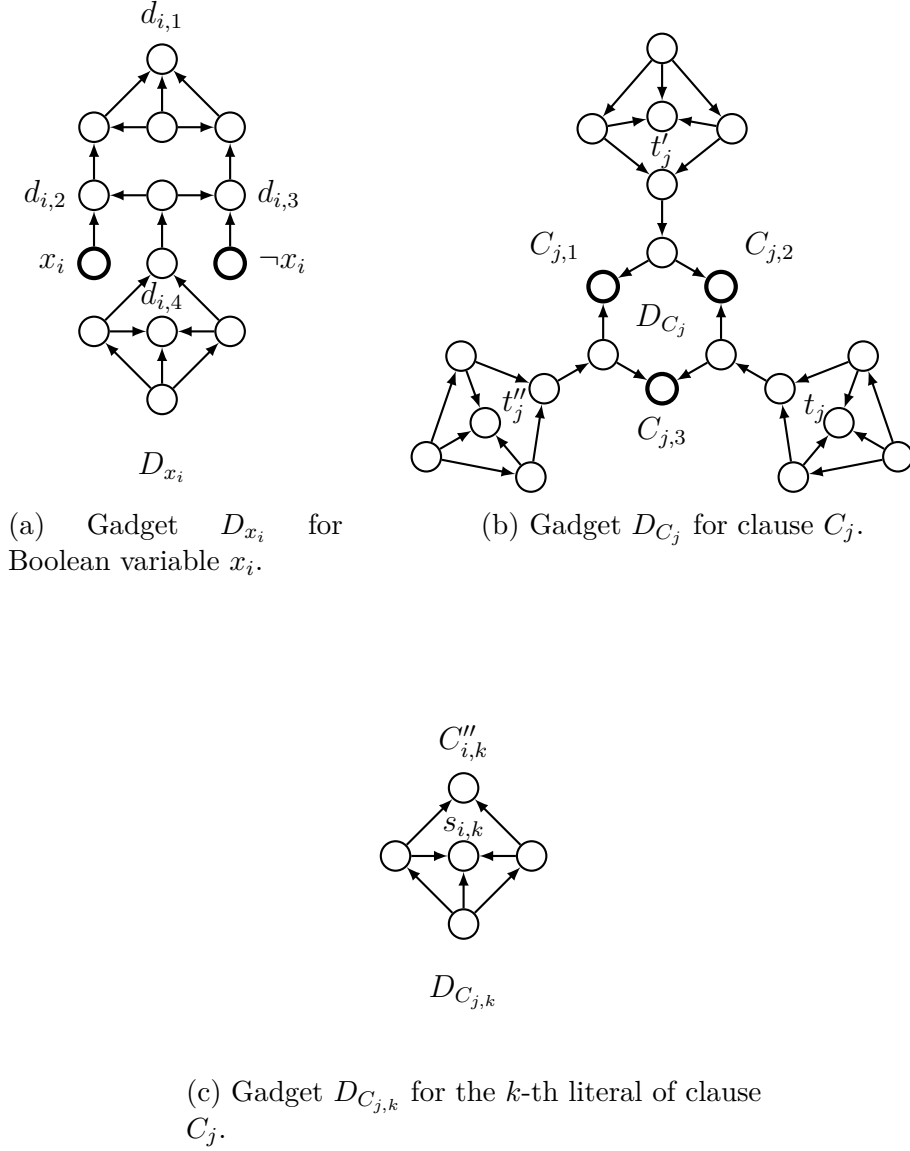 d_{i,1}
d_{i,2}
d_{i,3}
x_i
¬x_i
d_{i,4}
D_{x_i}
(a) Gadget D_{x_i} for
Boolean variable x_i.
t'_j
C_{j,1}
C_{j,2}
D_{C_j}
t''_j
t_j
C_{j,3}
(b) Gadget D_{C_j} for clause C_j.
C''_{i,k}
s_{i,k}
D_{C_{j,k}}
(c) Gadget D_{C_{j,k}} for the k-th literal of clause
C_j.